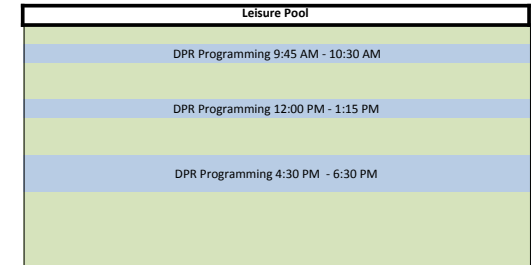 Leisure Pool
DPR Programming 9:45 AM - 10:30 AM
DPR Programming 12:00 PM - 1:15 PM
DPR Programming 4:30 PM - 6:30 PM